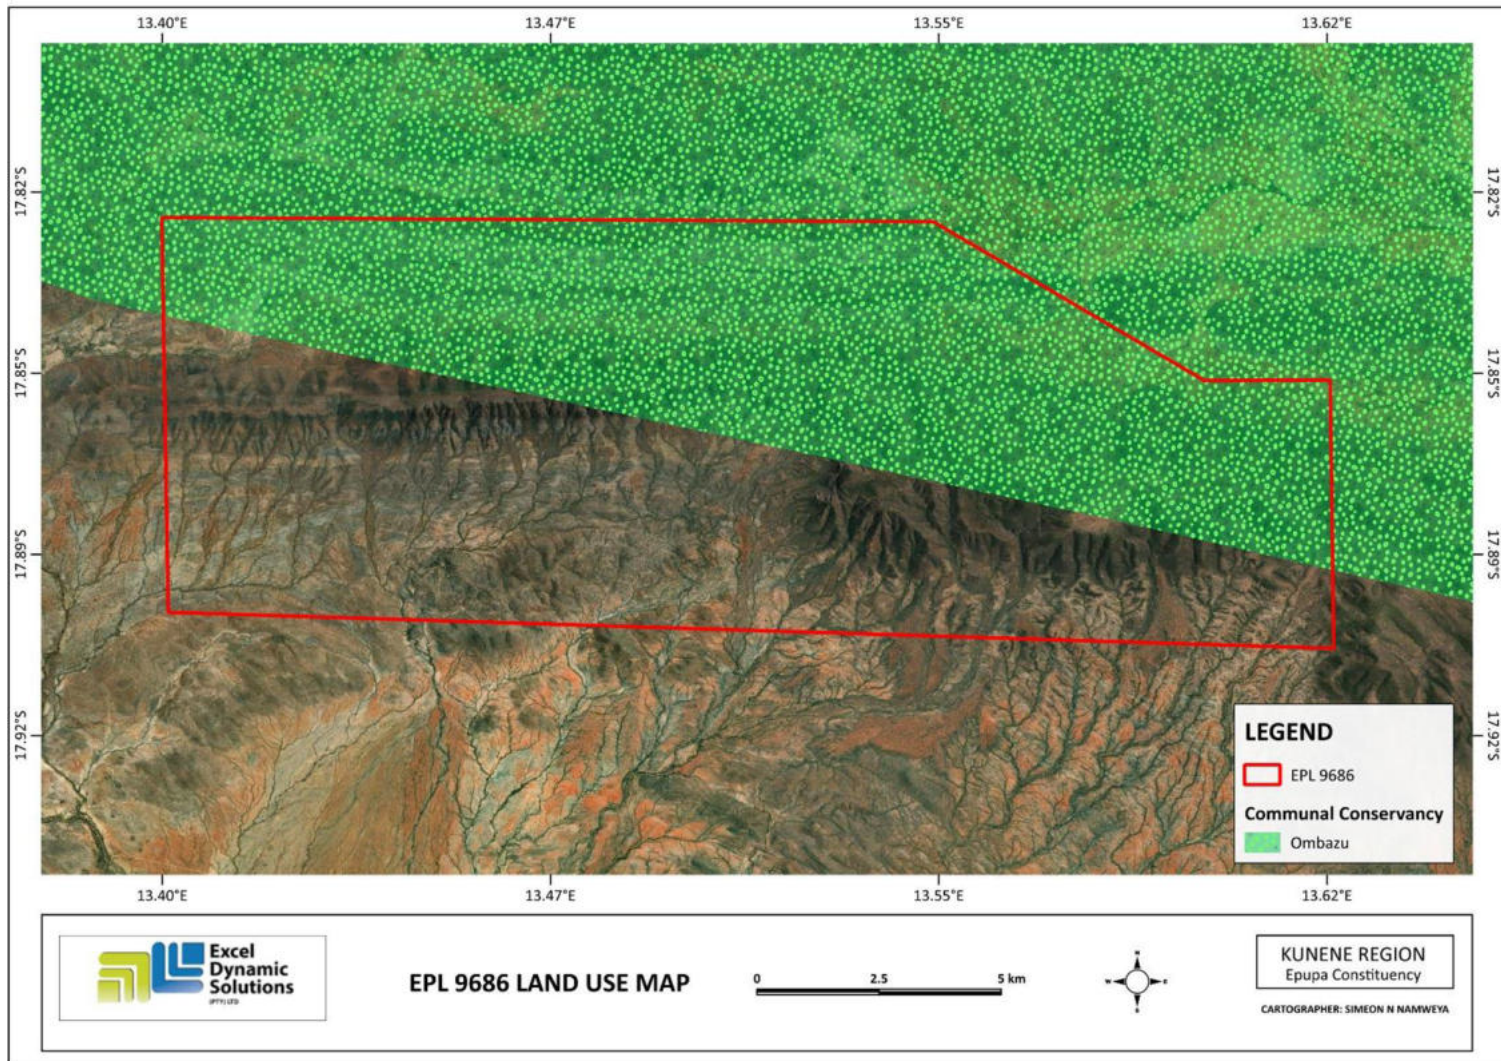 13.40°E
13.47°E
13.55°E
13.62°E
17.82°S
17.82°S
17.85°S
17.85°S
17.89°S
17.89°S
17.92°S
17.92°S
LEGEND
EPL 9686
Communal Conservancy
Ombazu
13.40°E
13.47°E
13.55°E
13.62°E
Excel
Dynamic
Solutions
(PTY) LTD
EPL 9686 LAND USE MAP
0 2.5 5 km
N
W E
S
KUNENE REGION
Epupa Constituency
CARTOGRAPHER: SIMEON N NAMWEYA